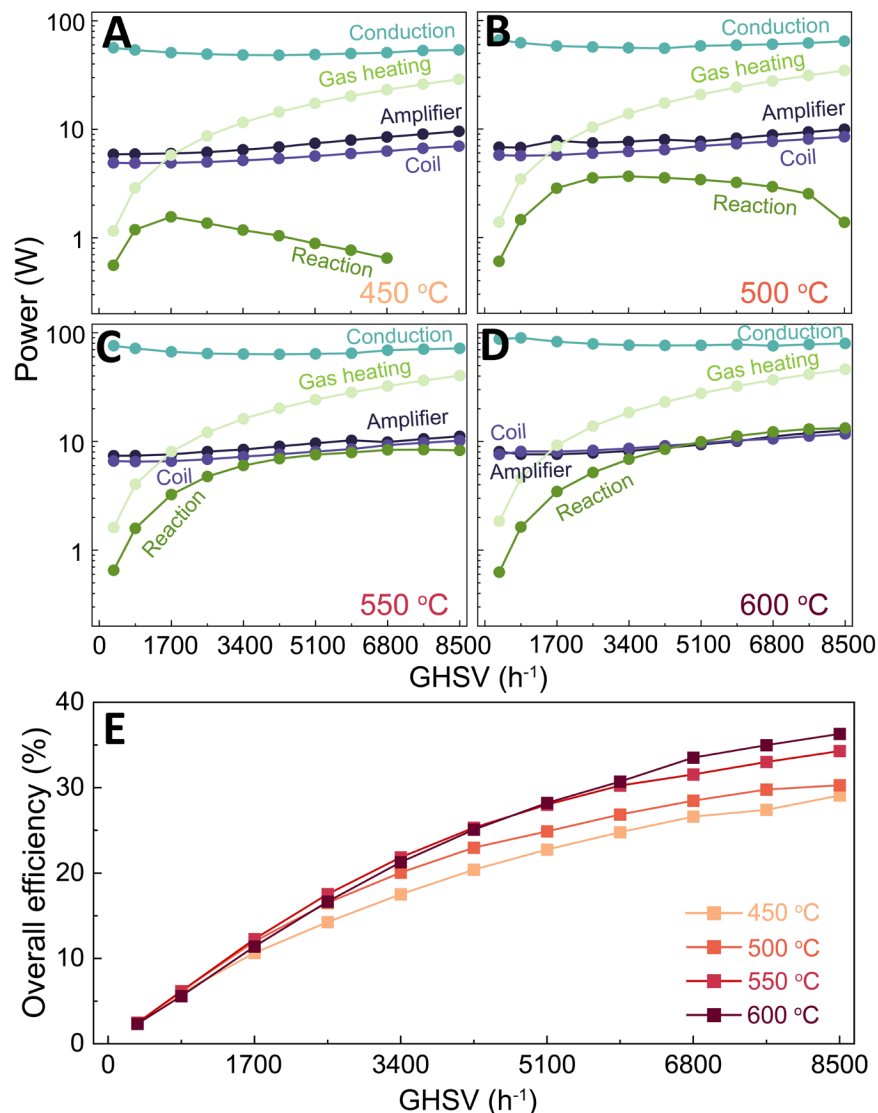 A
B
100
10
1
Conduction
Gas heating
Amplifier
Coil
Reaction
450 °C
Conduction
Gas heating
Amplifier
Coil
Reaction
500 °C
Power (W)
C
D
100
10
1
Conduction
Gas heating
Amplifier
Coil
Reaction
550 °C
Conduction
Gas heating
Coil
Amplifier
Reaction
600 °C
0 1700 3400 5100 6800 8500
0 1700 3400 5100 6800 8500
GHSV (h-1)
E
Overall efficiency (%)
40
30
20
10
0
450 °C
500 °C
550 °C
600 °C
0 1700 3400 5100 6800 8500
GHSV (h-1)